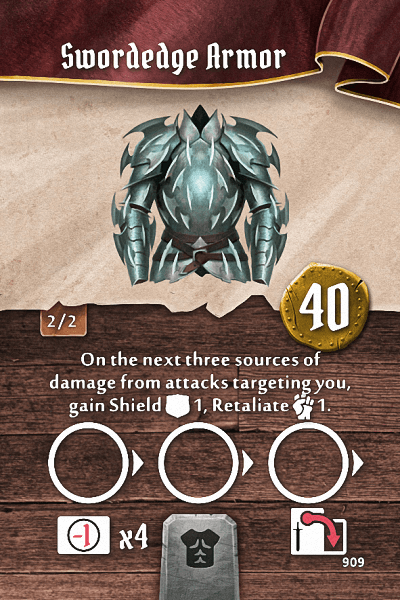 Swordedge Armor
2/2
40
On the next three sources of
damage from attacks targeting you,
gain Shield 1, Retaliate 1.
-1 x4
909